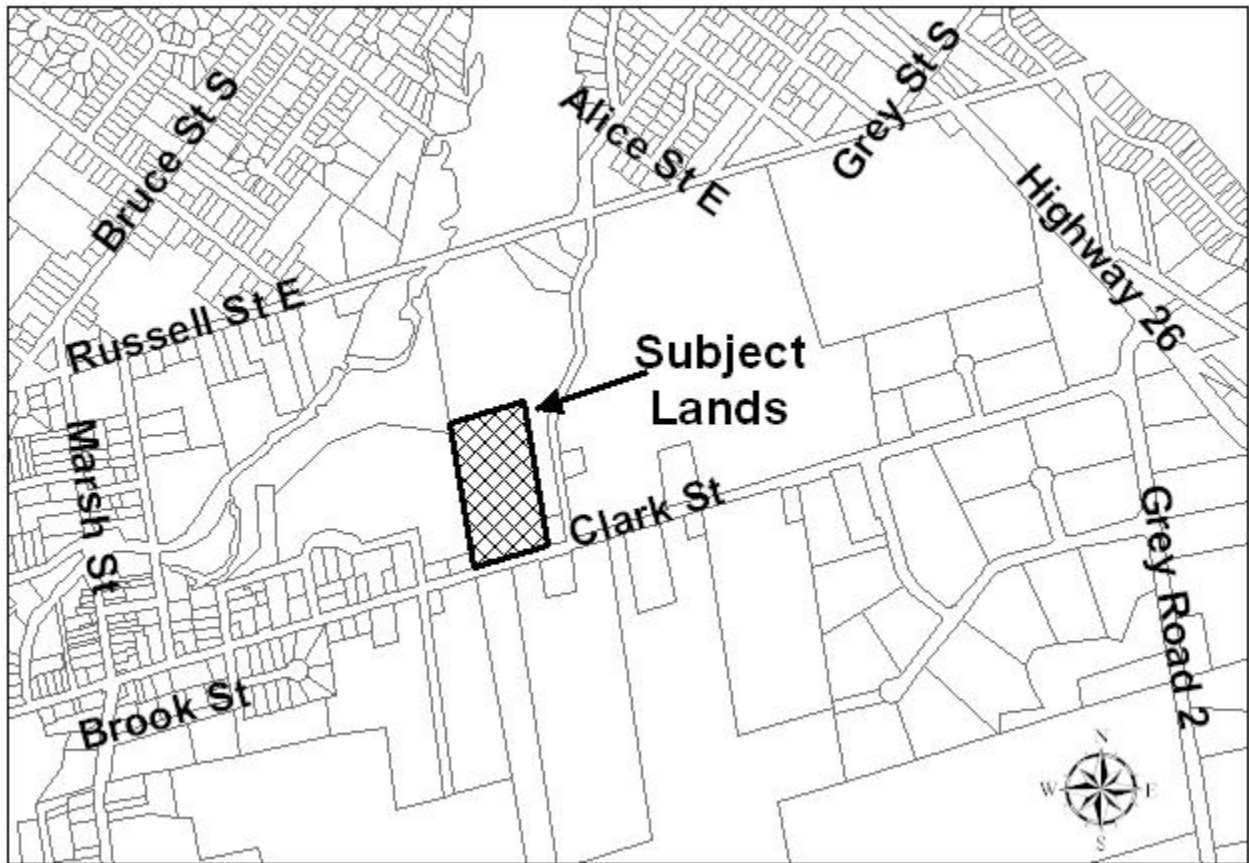 Bruce St S
Alice St E
Grey St S
Highway 26
Russell St E
Subject
Lands
Marsh St
Clark St
Grey Road 2
Brook St
N
W E
S